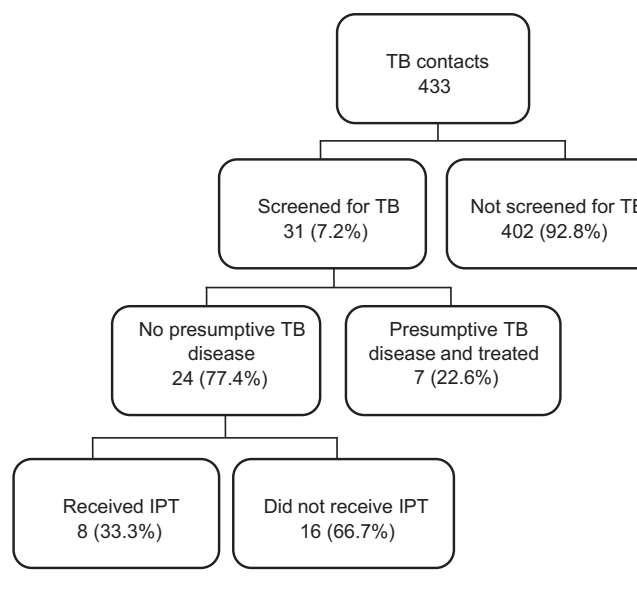 TB contacts
433
Screened for TB
31 (7.2%)
Not screened for TB
402 (92.8%)
No presumptive TB
disease
24 (77.4%)
Presumptive TB
disease and treated
7 (22.6%)
Received IPT
8 (33.3%)
Did not receive IPT
16 (66.7%)